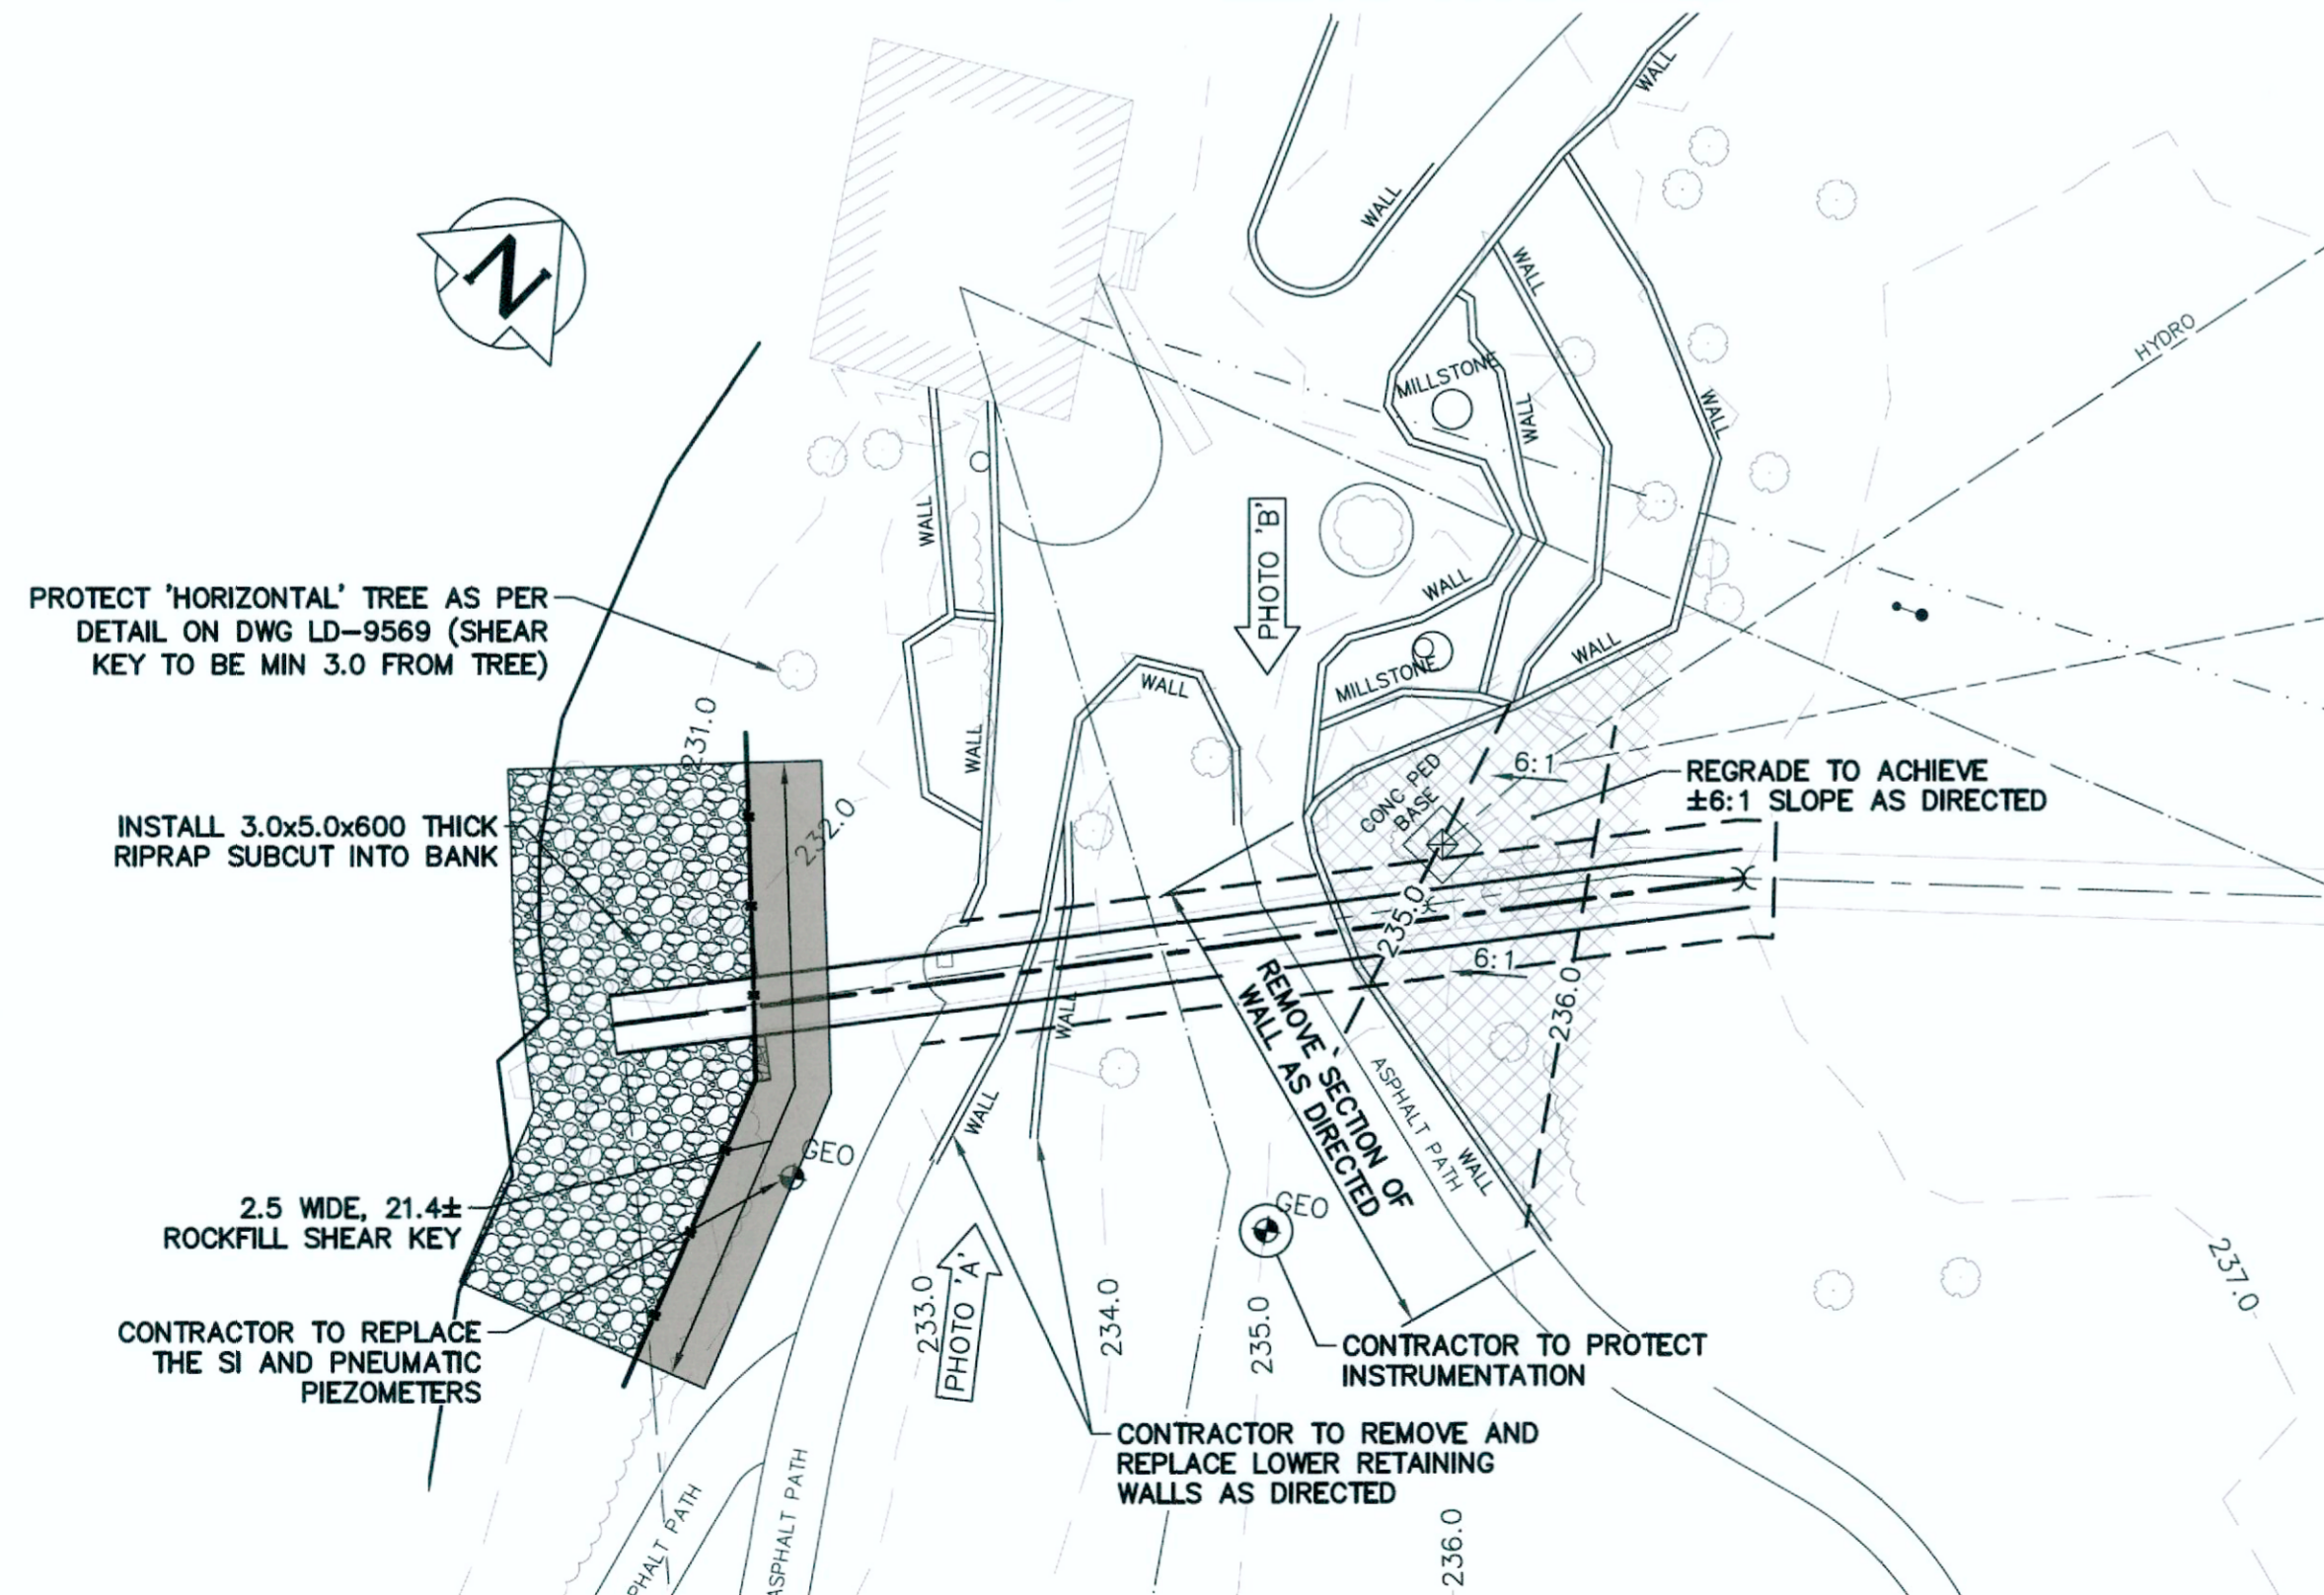 WALL
WALL
N
WALL
HYDRO
MILLSTONE
WALL
WALL
WALL
PHOTO 'B'
WALL
PROTECT 'HORIZONTAL' TREE AS PER
DETAIL ON DWG LD-9569 (SHEAR
KEY TO BE MIN 3.0 FROM TREE)
WALL
MILLSTONE
WALL
231.0
WALL
6:1
CONC PED
BASE
REGRADE TO ACHIEVE
±6:1 SLOPE AS DIRECTED
INSTALL 3.0x5.0x600 THICK
RIPRAP SUBCUT INTO BANK
232.0
235.0
6:1
236.0
WALL
REMOVE SECTION OF
WALL AS DIRECTED
WALL
ASPHALT PATH
WALL
GEO
2.5 WIDE, 21.4±
ROCKFILL SHEAR KEY
GEO
237.0
233.0
PHOTO 'A'
234.0
235.0
CONTRACTOR TO REPLACE
THE SI AND PNEUMATIC
PIEZOMETERS
CONTRACTOR TO PROTECT
INSTRUMENTATION
CONTRACTOR TO REMOVE AND
REPLACE LOWER RETAINING
WALLS AS DIRECTED
PHALT PATH
ASPHALT PATH
236.0